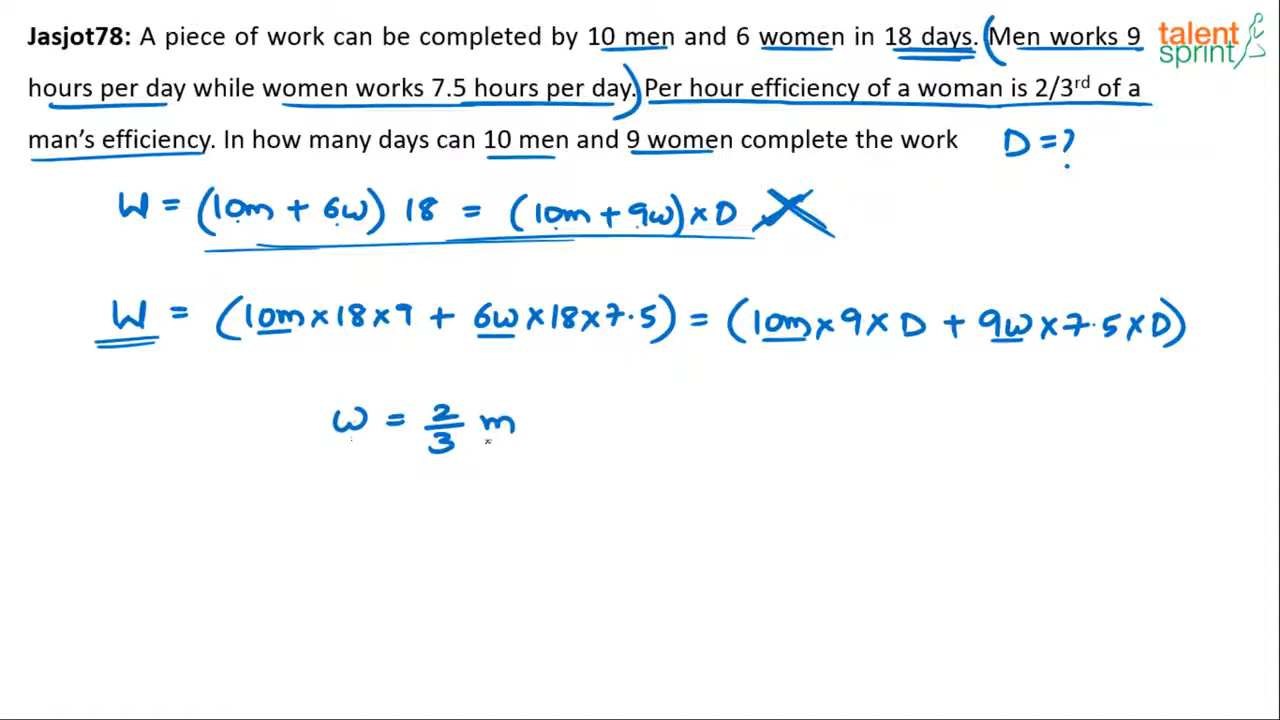 Jasjot78: A piece of work can be completed by 10 men and 6 women in 18 days. (Men works 9
hours per day while women works 7.5 hours per day.) Per hour efficiency of a woman is 2/3rd of a
man's efficiency. In how many days can 10 men and 9 women complete the work D = ?
talent
sprint
W = (10m + 6w) 18 = (10m + 9w) × D
W = (10m × 18 × 9 + 6w × 18 × 7.5) = (10m × 9 × D + 9w × 7.5 × D)
w = 2/3 m